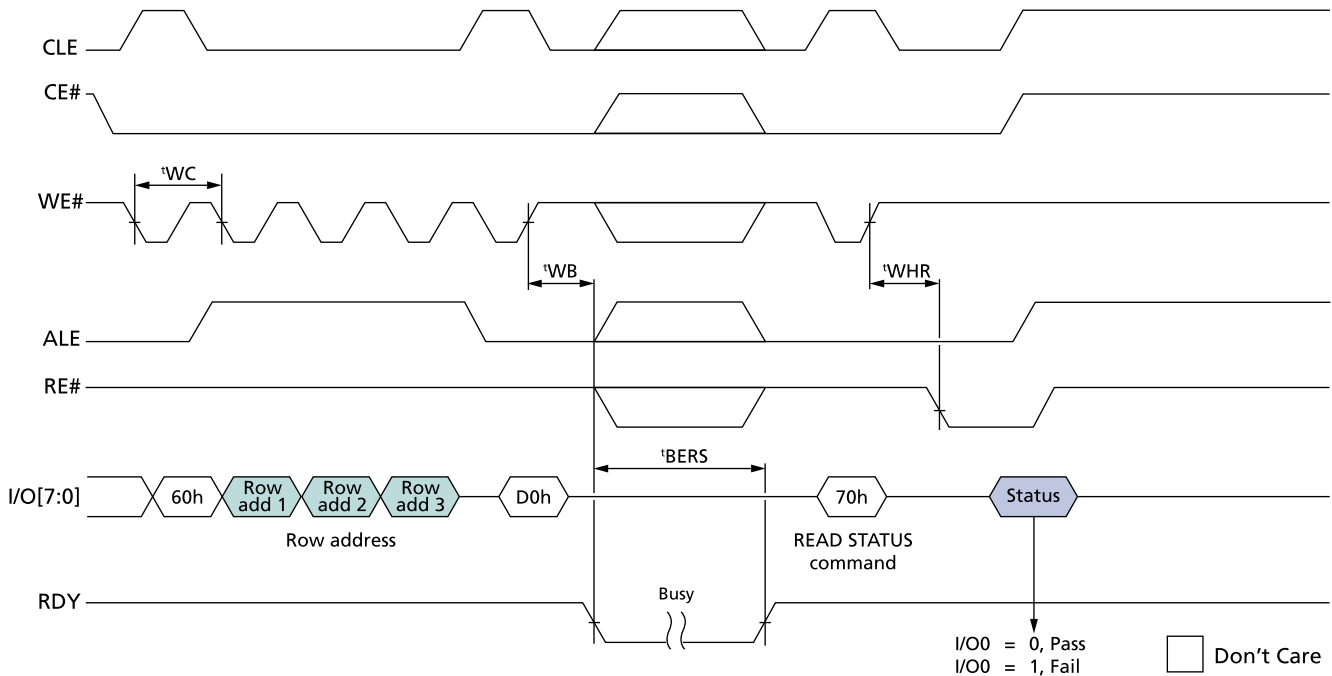 CLE
CE#
tWC
WE#
tWB
tWHR
ALE
RE#
tBERS
I/O[7:0]
60h
Row
add 1
Row
add 2
Row
add 3
D0h
70h
Status
Row address
READ STATUS
command
RDY
Busy
I/O0 = 0, Pass
I/O0 = 1, Fail
Don't Care